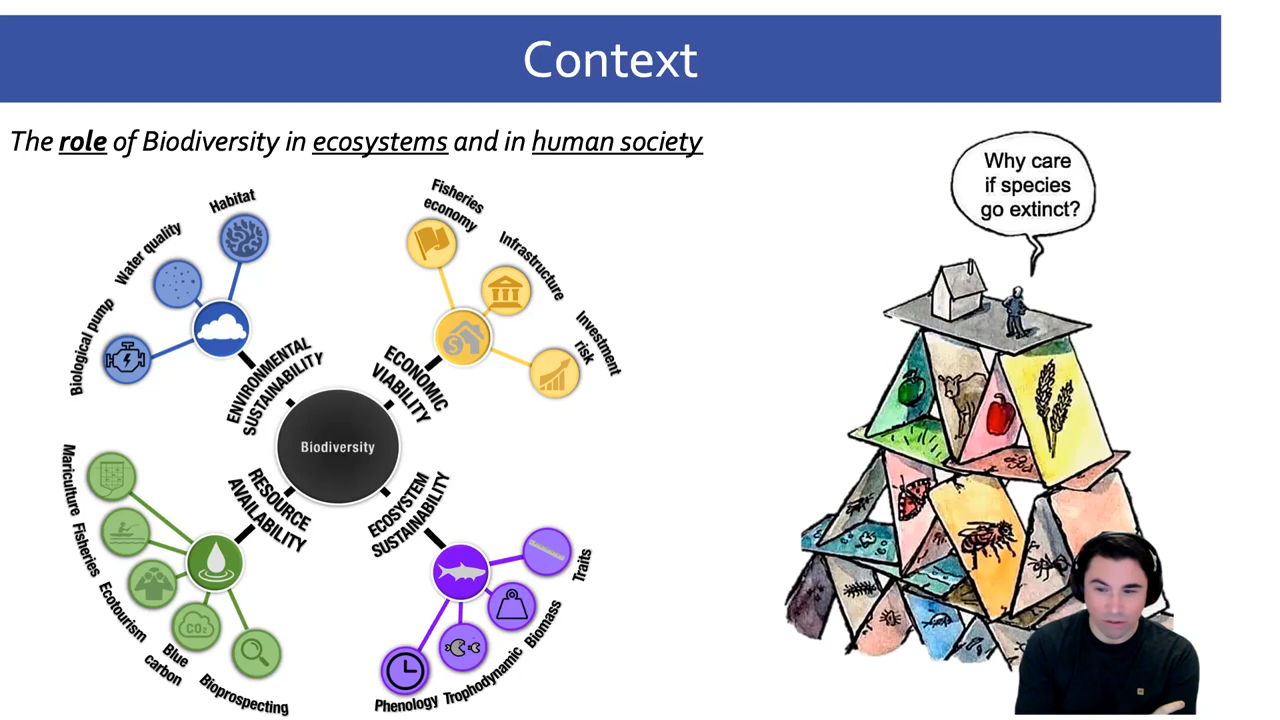 Context
The role of Biodiversity in ecosystems and in human society
Why care
if species
go extinct?
Habitat
Water quality
Biological pump
ENVIRONMENTAL
SUSTAINABILITY
Fisheries
economy
Infrastructure
Investment
risk
ECONOMIC
VIABILITY
Biodiversity
Mariculture
Fisheries
Ecotourism
Blue
carbon
Bioprospecting
CO₂
RESOURCE
AVAILABILITY
ECOSYSTEM
SUSTAINABILITY
Traits
Biomass
Trophodynamic
Phenology
$